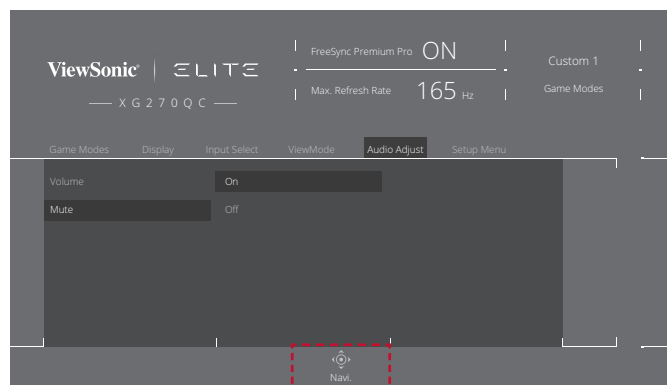 ViewSonic® ELITE
XG270QC
FreeSync Premium Pro ON
Max. Refresh Rate 165 Hz
Custom 1
Game Modes
Game Modes Display Input Select ViewMode Audio Adjust Setup Menu
Volume On
Mute Off
Navi.